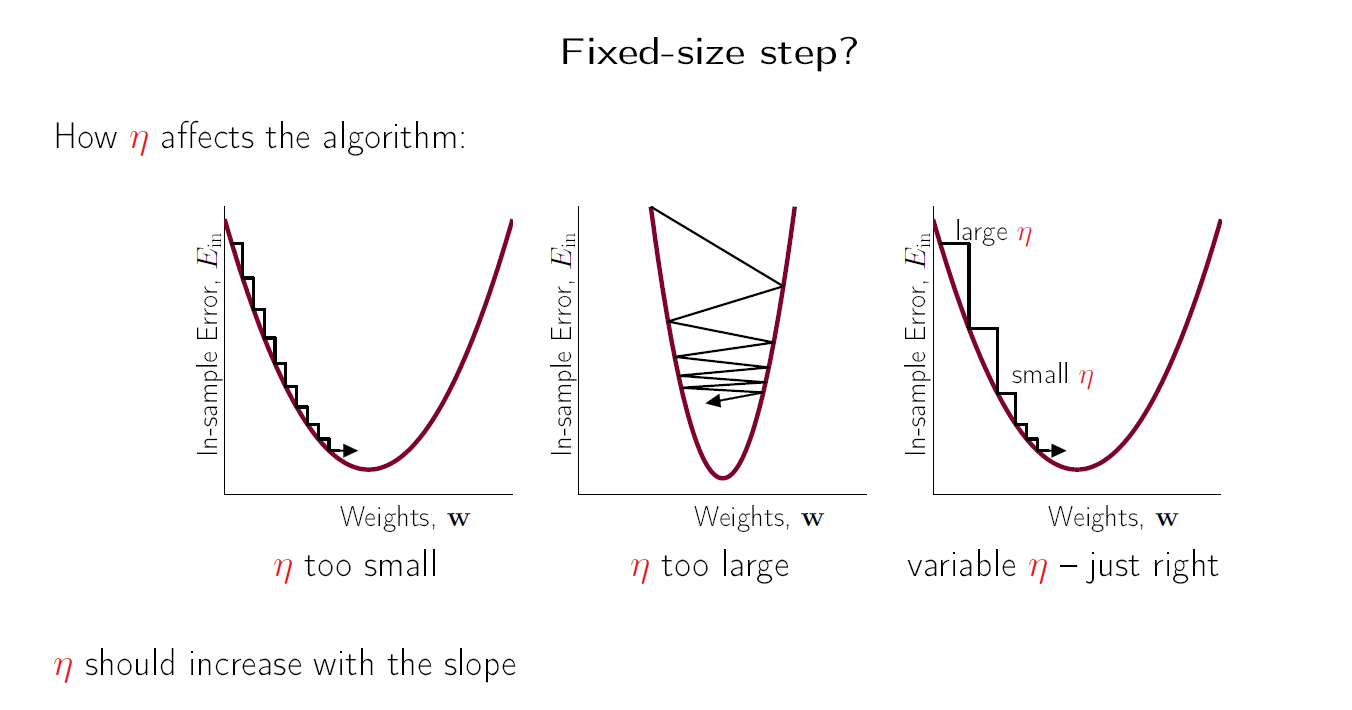 Fixed-size step?
How η affects the algorithm:
In-sample Error, E_in
Weights, w
η too small
In-sample Error, E_in
Weights, w
η too large
In-sample Error, E_in
large η
small η
Weights, w
variable η – just right
η should increase with the slope